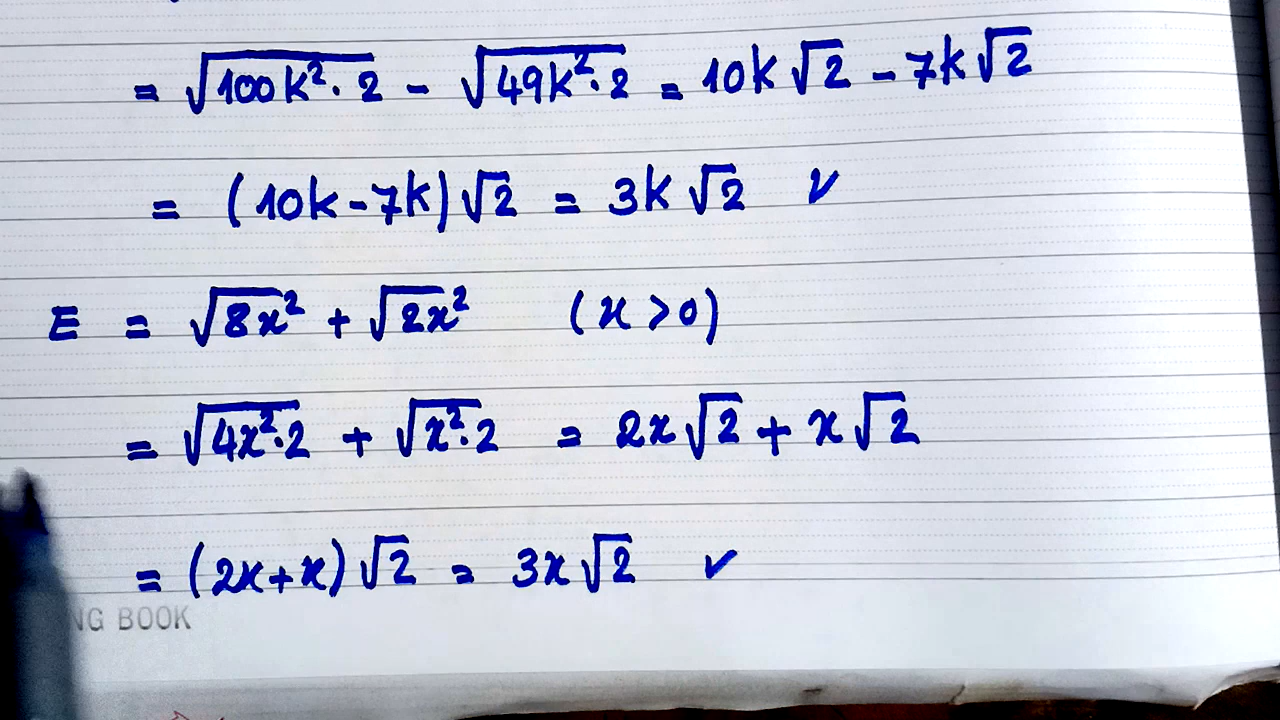 = √100k²·2 - √49k²·2 = 10k√2 - 7k√2
= (10k-7k)√2 = 3k√2 ✓
E = √8x² + √2x² (x>0)
= √4x²·2 + √x²·2 = 2x√2 + x√2
= (2x+x)√2 = 3x√2 ✓
NG BOOK